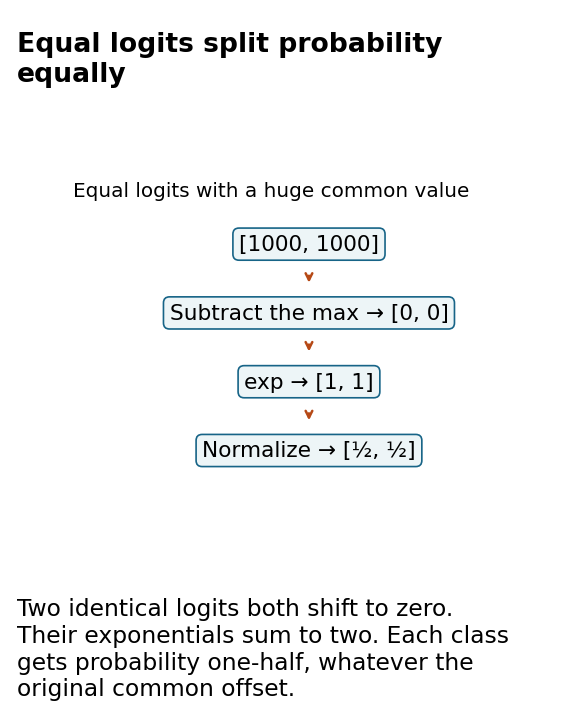 Equal logits split probability
equally
Equal logits with a huge common value
[1000, 1000]
Subtract the max → [0, 0]
exp → [1, 1]
Normalize → [½, ½]
Two identical logits both shift to zero.
Their exponentials sum to two. Each class
gets probability one-half, whatever the
original common offset.